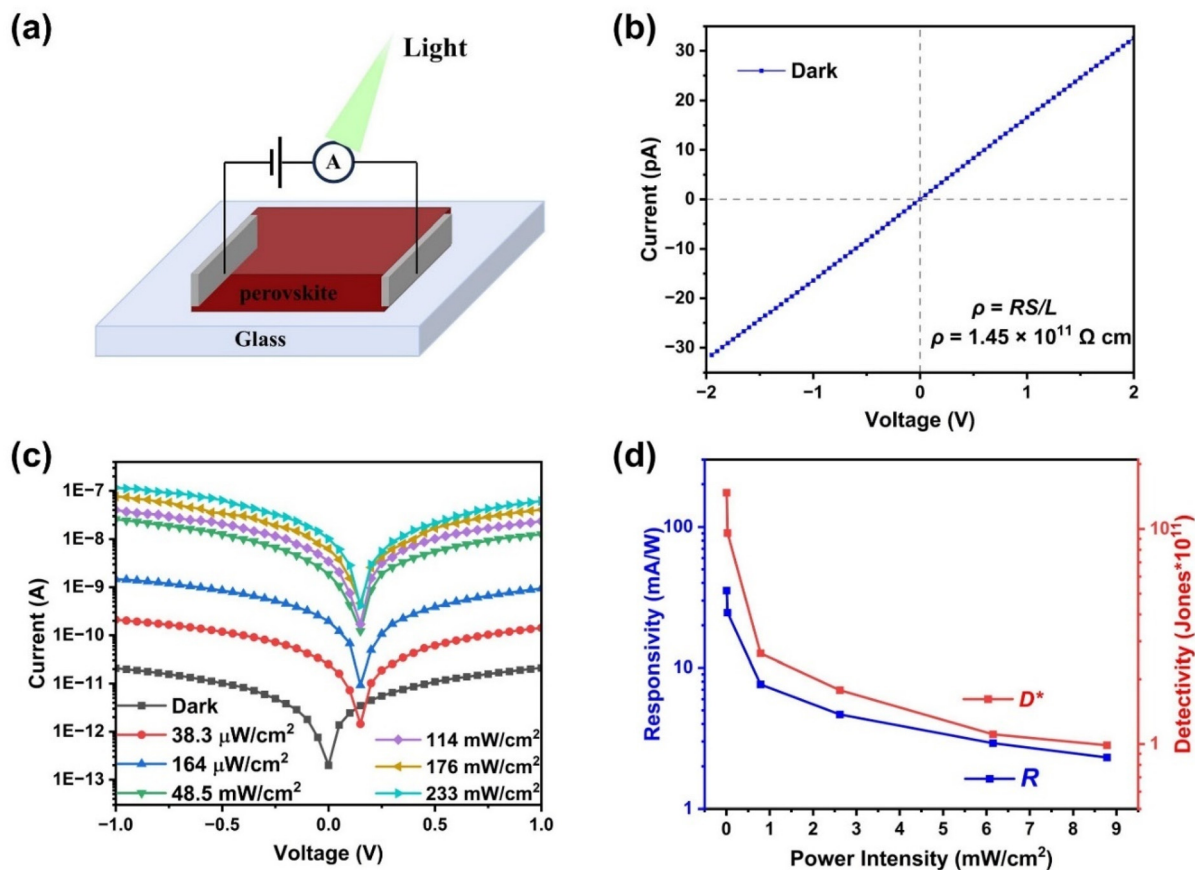 (a)
Light
A
perovskite
Glass
(b)
Current (pA)
30
20
10
0
−10
−20
−30
Dark
ρ = RS/L
ρ = 1.45 × 10¹¹ Ω cm
−2
−1
0
1
2
Voltage (V)
(c)
Current (A)
1E−7
1E−8
1E−9
1E−10
1E−11
1E−12
1E−13
Dark
38.3 μW/cm²
164 μW/cm²
48.5 mW/cm²
114 mW/cm²
176 mW/cm²
233 mW/cm²
−1.0
−0.5
0.0
0.5
1.0
Voltage (V)
(d)
Responsivity (mA/W)
100
10
1
D*
R
10
1
Detectivity (Jones*10¹¹)
0
1
2
3
4
5
6
7
8
9
Power Intensity (mW/cm²)